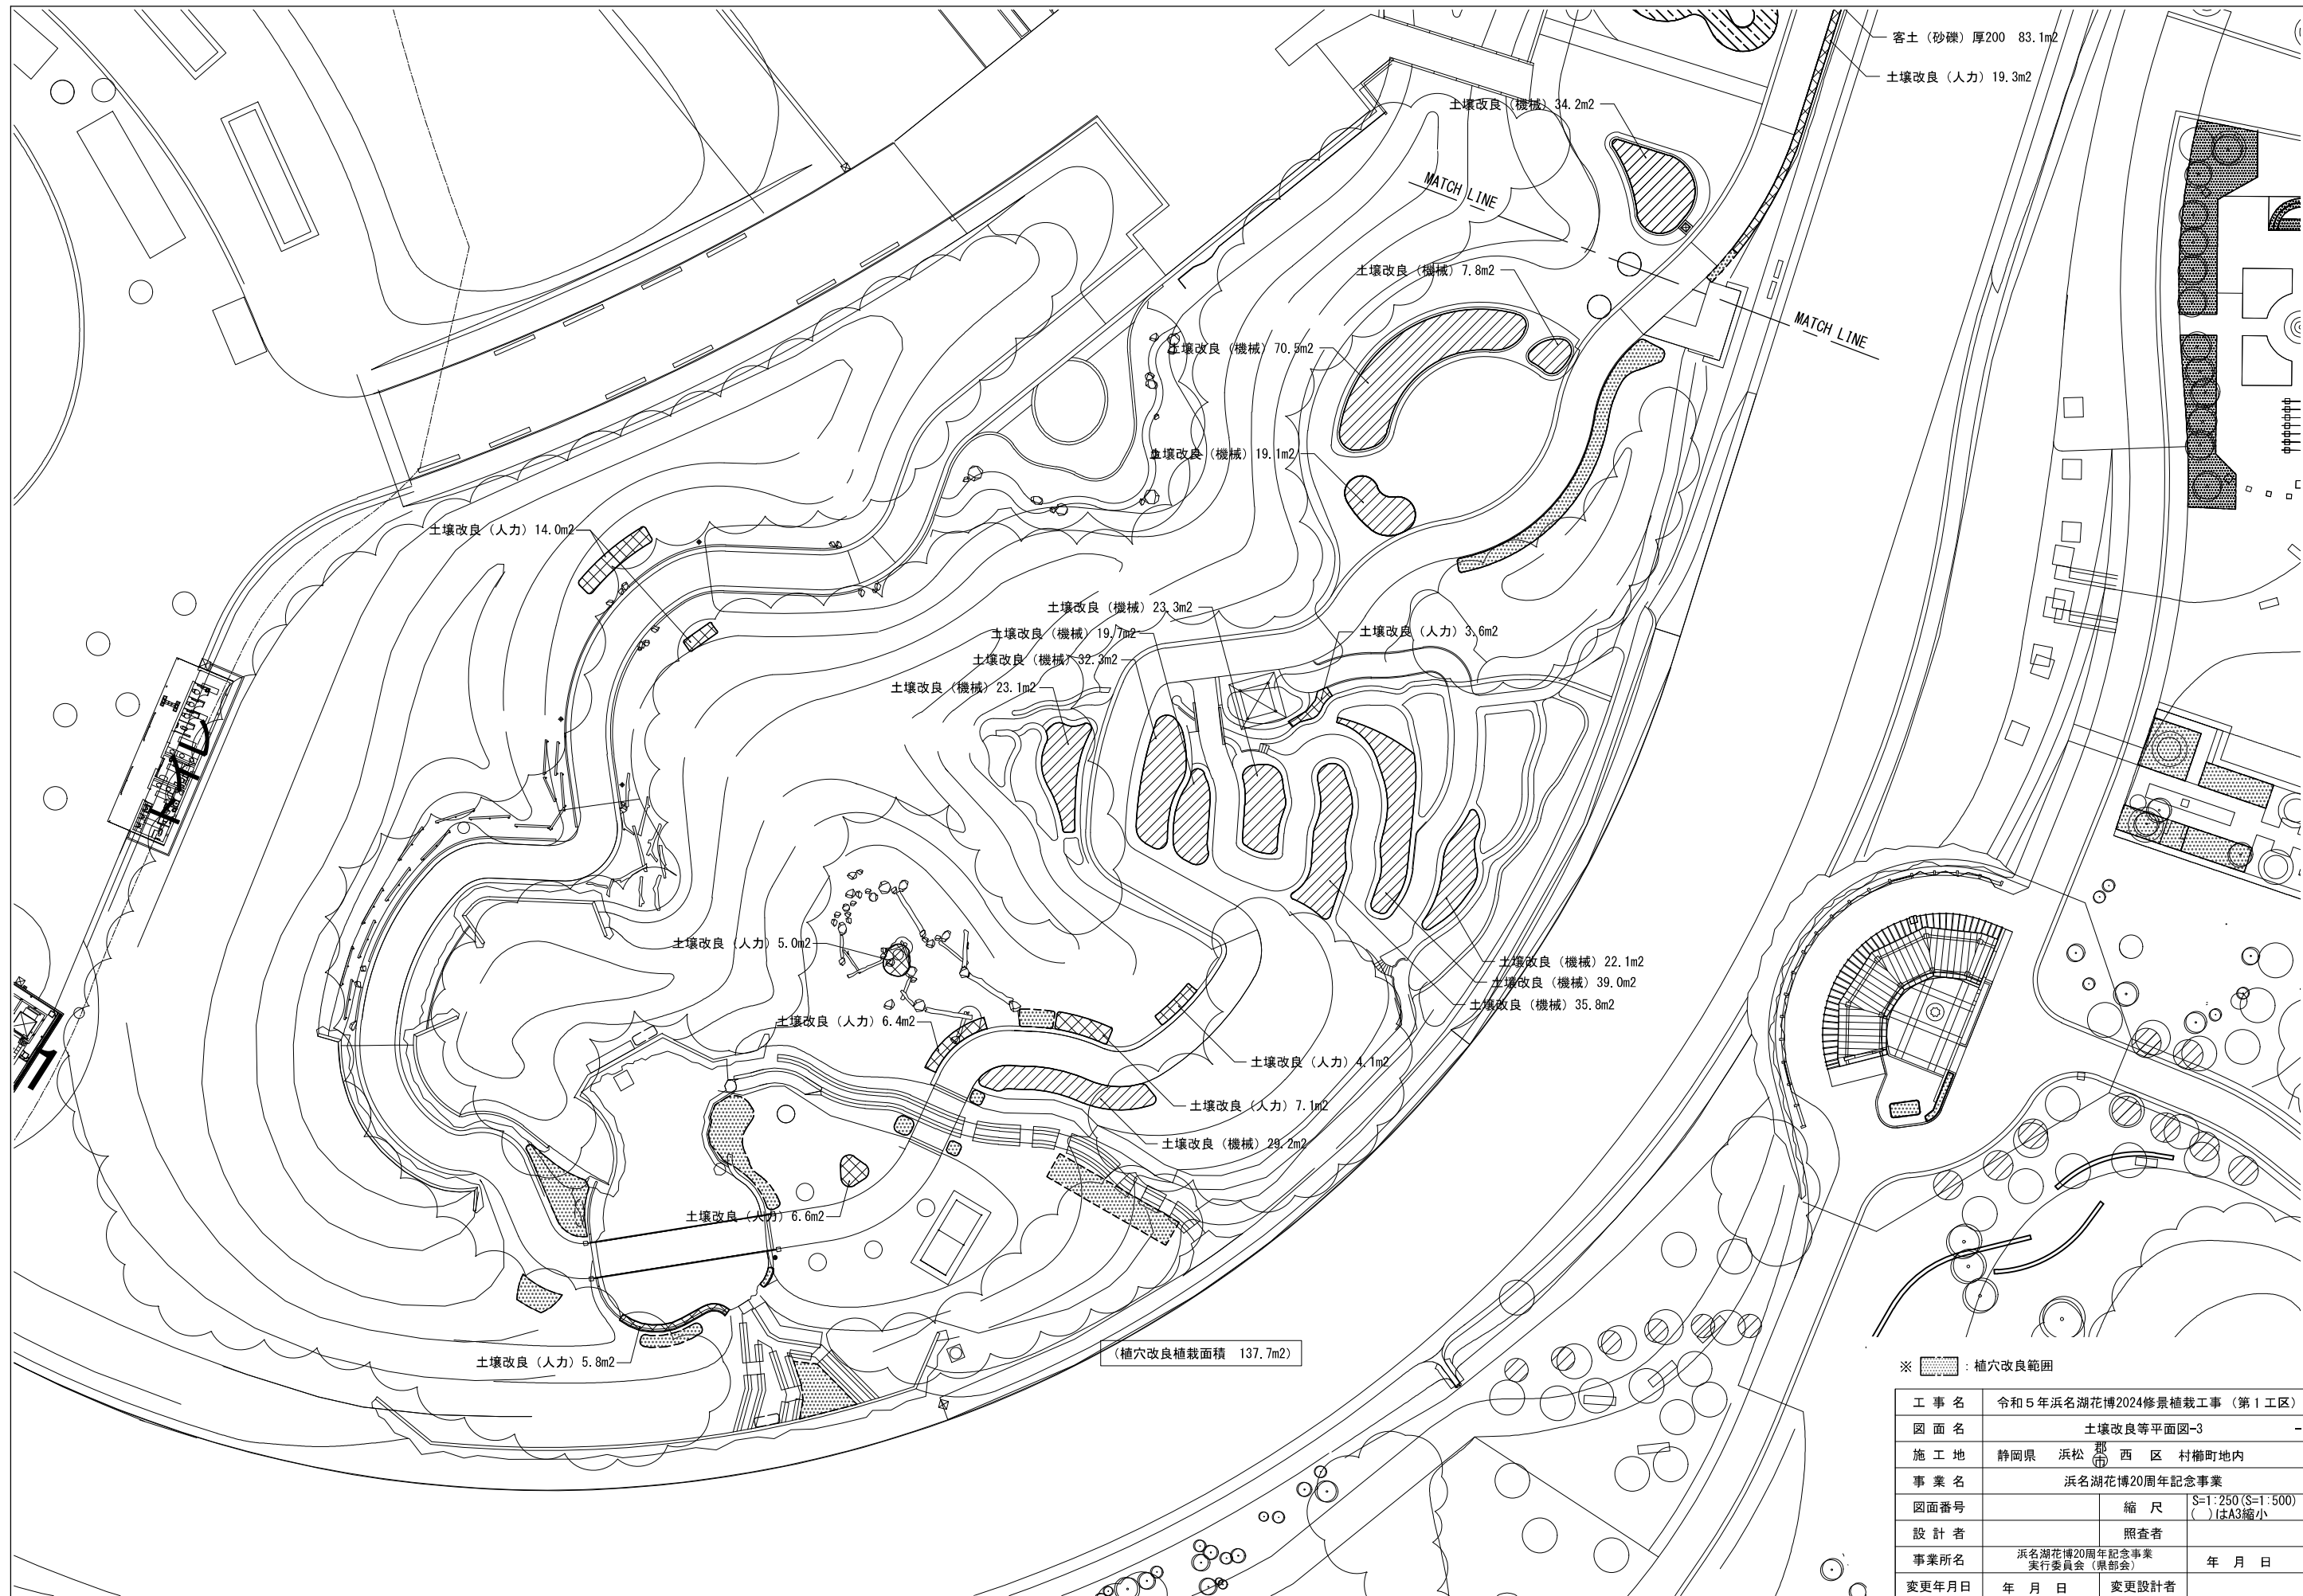 客土（砂礫）厚200　83.1m2
土壌改良（人力）19.3m2
土壌改良（機械）34.2m2
MATCH LINE
土壌改良（機械）7.8m2
MATCH LINE
土壌改良（機械）70.5m2
土壌改良（機械）19.1m2
土壌改良（人力）14.0m2
土壌改良（機械）23.3m2
土壌改良（機械）19.7m2
土壌改良（人力）3.6m2
土壌改良（機械）32.3m2
土壌改良（機械）23.1m2
土壌改良（人力）5.0m2
土壌改良（機械）22.1m2
土壌改良（機械）39.0m2
土壌改良（機械）35.8m2
土壌改良（人力）6.4m2
土壌改良（人力）4.1m2
土壌改良（人力）7.1m2
土壌改良（機械）29.2m2
土壌改良（人力）6.6m2
土壌改良（人力）5.8m2
（植穴改良植栽面積　137.7m2）
※　：植穴改良範囲
工事名　令和５年浜名湖花博2024修景植栽工事（第１工区）
図面名　土壌改良等平面図-3　-
施工地　静岡県　浜松　郡市　西　区　村櫛町地内
事業名　浜名湖花博20周年記念事業
図面番号　縮　尺　S=1:250(S=1:500)
（　）はA3縮小
設計者　照査者
事業所名　浜名湖花博20周年記念事業
実行委員会（県部会）　年　月　日
変更年月日　年　月　日　変更設計者